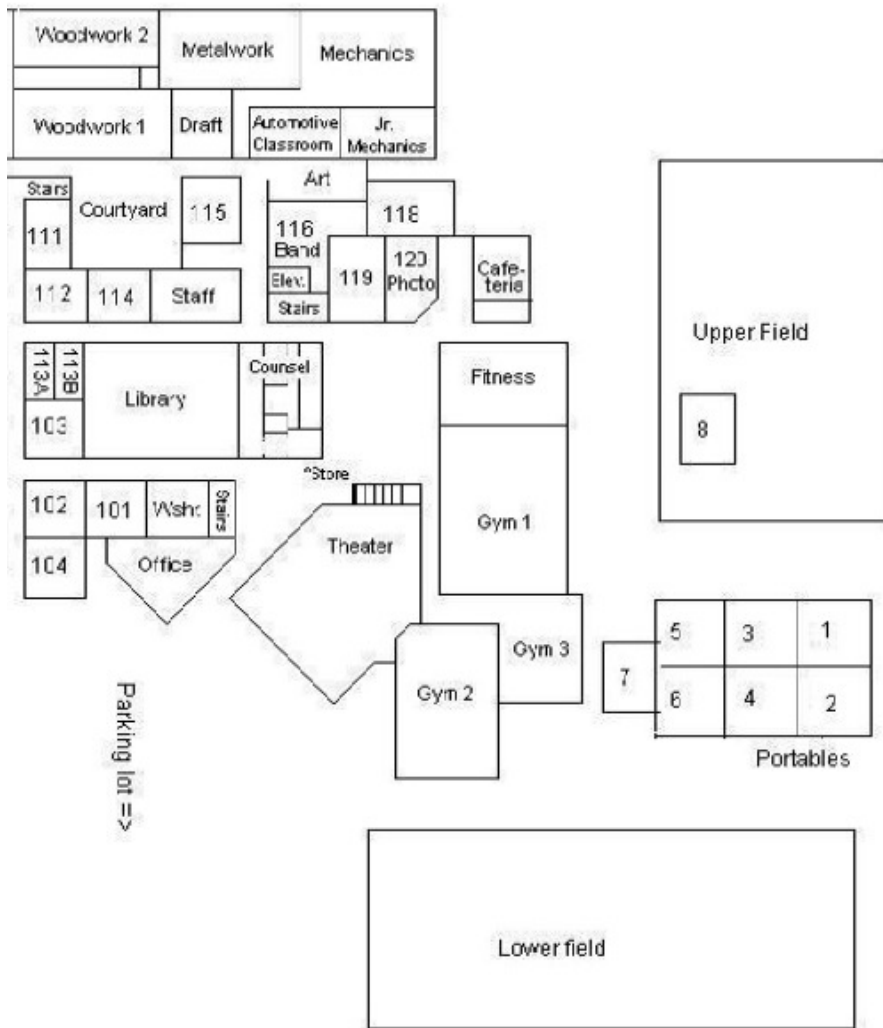 Woodwork 2
Metalwork
Mechanics
Woodwork 1
Draft
Automotive
Classroom
Jr.
Mechanics
Stairs
Courtyard
115
111
Art
116
Band
118
112
114
Staff
Elev.
Stairs
119
120
Photo
Cafe-
teria
Upper Field
113A
113B
Library
Counsel
Fitness
103
8
^Store
102
101
Stairs
Gym 1
Theater
104
Office
5
3
1
7
6
4
2
Gym 3
Gym 2
Portables
Parking lot =>
Lower field